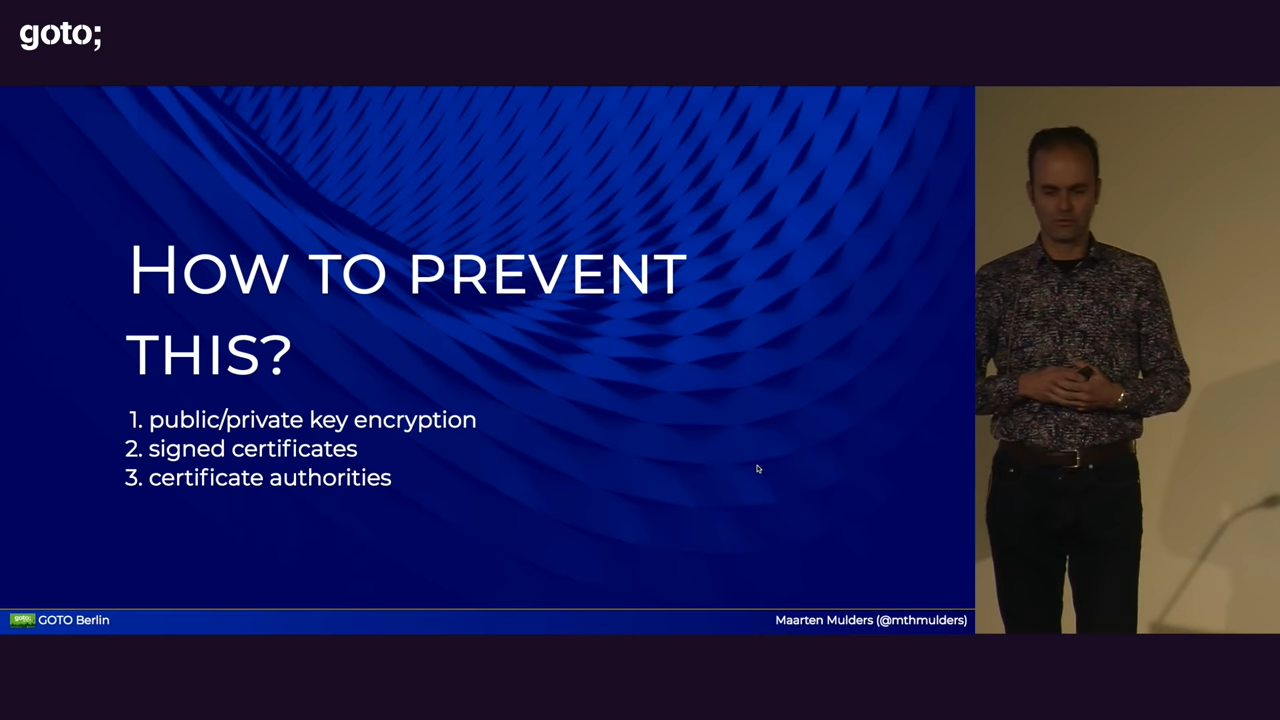 goto;
How to prevent
this?
1. public/private key encryption
2. signed certificates
3. certificate authorities
goto;
GOTO Berlin
Maarten Mulders (@mthmulders)